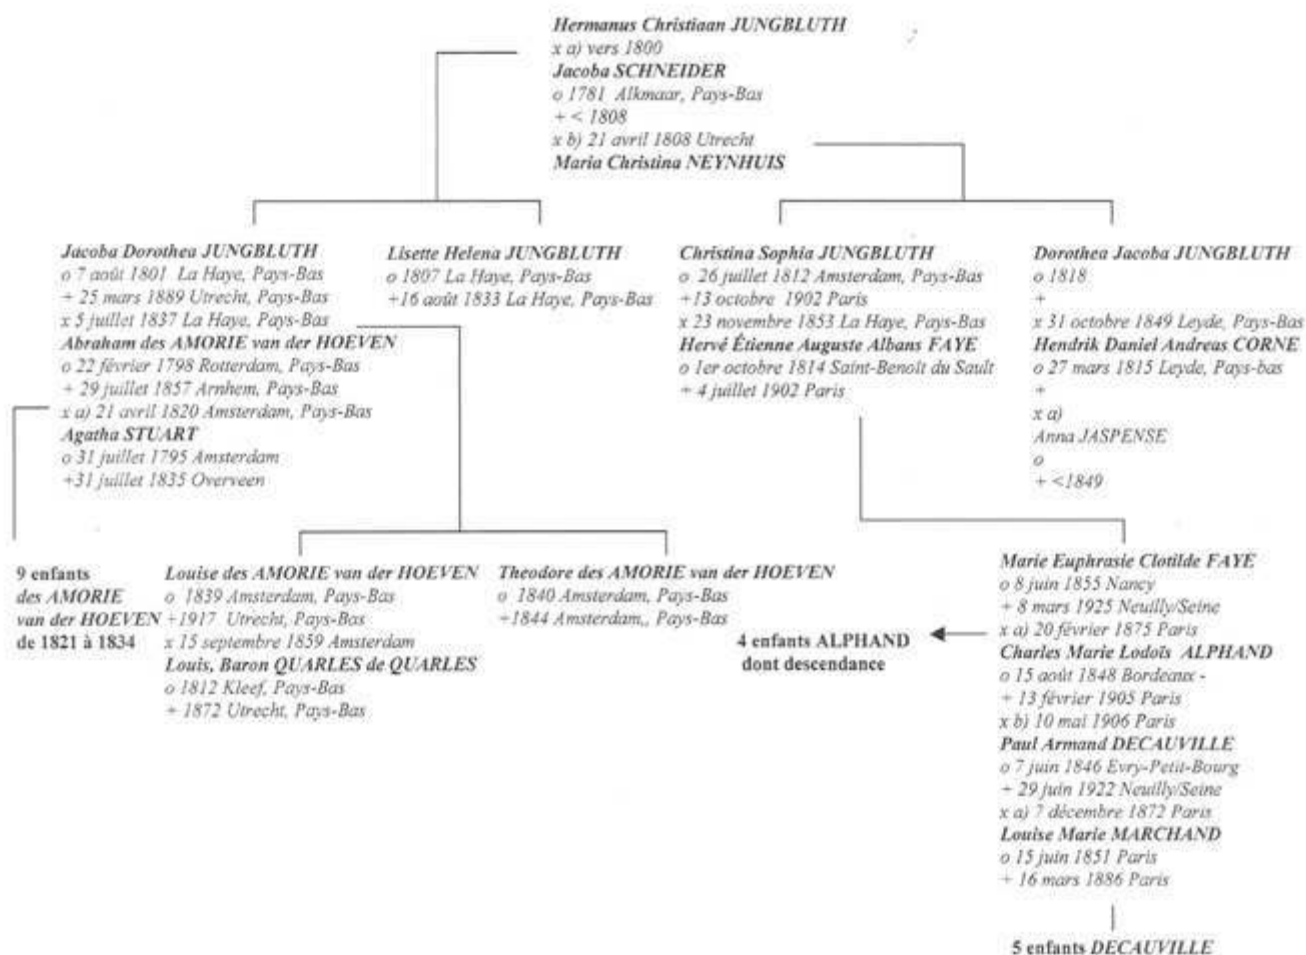 Hermanus Christiaan JUNGBLUTH
x a) vers 1800
Jacoba SCHNEIDER
o 1781 Alkmaar, Pays-Bas
+ < 1808
x b) 21 avril 1808 Utrecht
Maria Christina NEYNHUIS
Jacoba Dorothea JUNGBLUTH
o 7 août 1801 La Haye, Pays-Bas
+ 25 mars 1889 Utrecht, Pays-Bas
x 5 juillet 1837 La Haye, Pays-Bas
Abraham des AMORIE van der HOEVEN
o 22 février 1798 Rotterdam, Pays-Bas
+ 29 juillet 1857 Arnhem, Pays-Bas
x a) 21 avril 1820 Amsterdam, Pays-Bas
Agatha STUART
o 31 juillet 1795 Amsterdam
+31 juillet 1835 Overveen
Lisette Helena JUNGBLUTH
o 1807 La Haye, Pays-Bas
+16 août 1833 La Haye, Pays-Bas
Christina Sophia JUNGBLUTH
o 26 juillet 1812 Amsterdam, Pays-Bas
+13 octobre 1902 Paris
x 23 novembre 1853 La Haye, Pays-Bas
Hervé Étienne Auguste Albans FAYE
o 1er octobre 1814 Saint-Benoît du Sault
+ 4 juillet 1902 Paris
Dorothea Jacoba JUNGBLUTH
o 1818
+
x 31 octobre 1849 Leyde, Pays-Bas
Hendrik Daniel Andreas CORNE
o 27 mars 1815 Leyde, Pays-bas
+
x a)
Anna JASPENSE
o
+ <1849
9 enfants
des AMORIE
van der HOEVEN
de 1821 à 1834
Louise des AMORIE van der HOEVEN
o 1839 Amsterdam, Pays-Bas
+1917 Utrecht, Pays-Bas
x 15 septembre 1859 Amsterdam
Louis, Baron QUARLES de QUARLES
o 1812 Kleef, Pays-Bas
+ 1872 Utrecht, Pays-Bas
Theodore des AMORIE van der HOEVEN
o 1840 Amsterdam, Pays-Bas
+1844 Amsterdam,, Pays-Bas
4 enfants ALPHAND
dont descendance
Marie Euphrasie Clotilde FAYE
o 8 juin 1855 Nancy
+ 8 mars 1925 Neuilly/Seine
x a) 20 février 1875 Paris
Charles Marie Lodoïs ALPHAND
o 15 août 1848 Bordeaux -
+ 13 février 1905 Paris
x b) 10 mai 1906 Paris
Paul Armand DECAUVILLE
o 7 juin 1846 Evry-Petit-Bourg
+ 29 juin 1922 Neuilly/Seine
x a) 7 décembre 1872 Paris
Louise Marie MARCHAND
o 15 juin 1851 Paris
+ 16 mars 1886 Paris
5 enfants DECAUVILLE